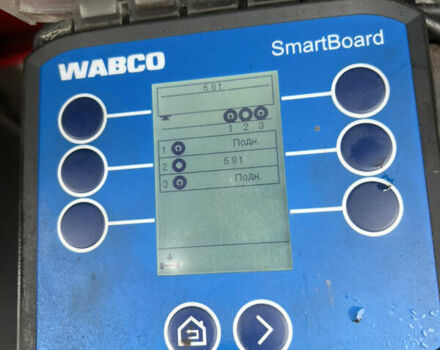 WABCO
SmartBoard
5.81
1 2 3
1 Подн.
2 5.81
3 Подн.